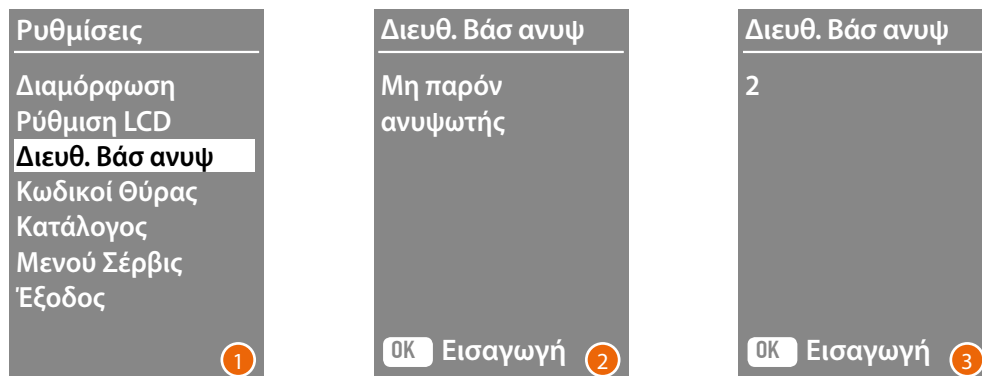 Ρυθμίσεις
Διαμόρφωση
Ρύθμιση LCD
Διευθ. Βάσ ανυψ
Κωδικοί Θύρας
Κατάλογος
Μενού Σέρβις
Έξοδος
1
Διευθ. Βάσ ανυψ
Μη παρόν
ανυψωτής
OK Εισαγωγή
2
Διευθ. Βάσ ανυψ
2
OK Εισαγωγή
3